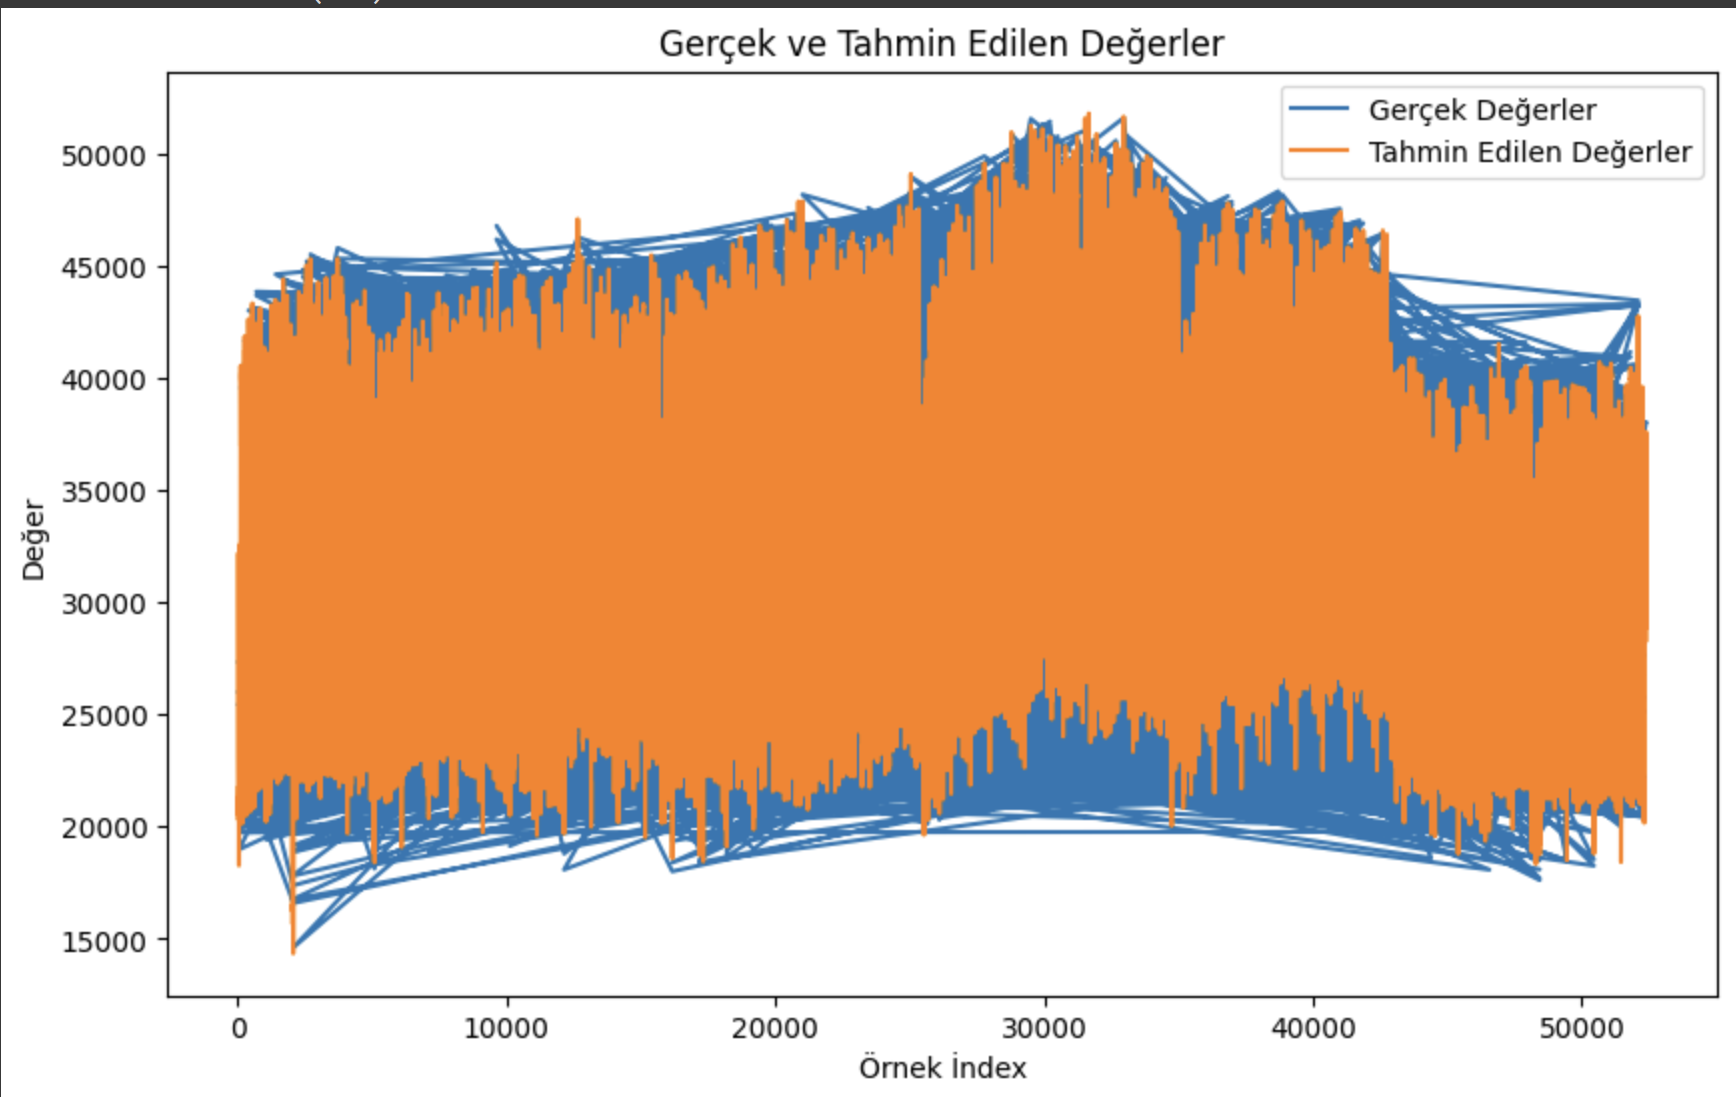 Gerçek ve Tahmin Edilen Değerler
Gerçek Değerler
Tahmin Edilen Değerler
50000
45000
40000
35000
30000
25000
20000
15000
Değer
0 10000 20000 30000 40000 50000
Örnek İndex